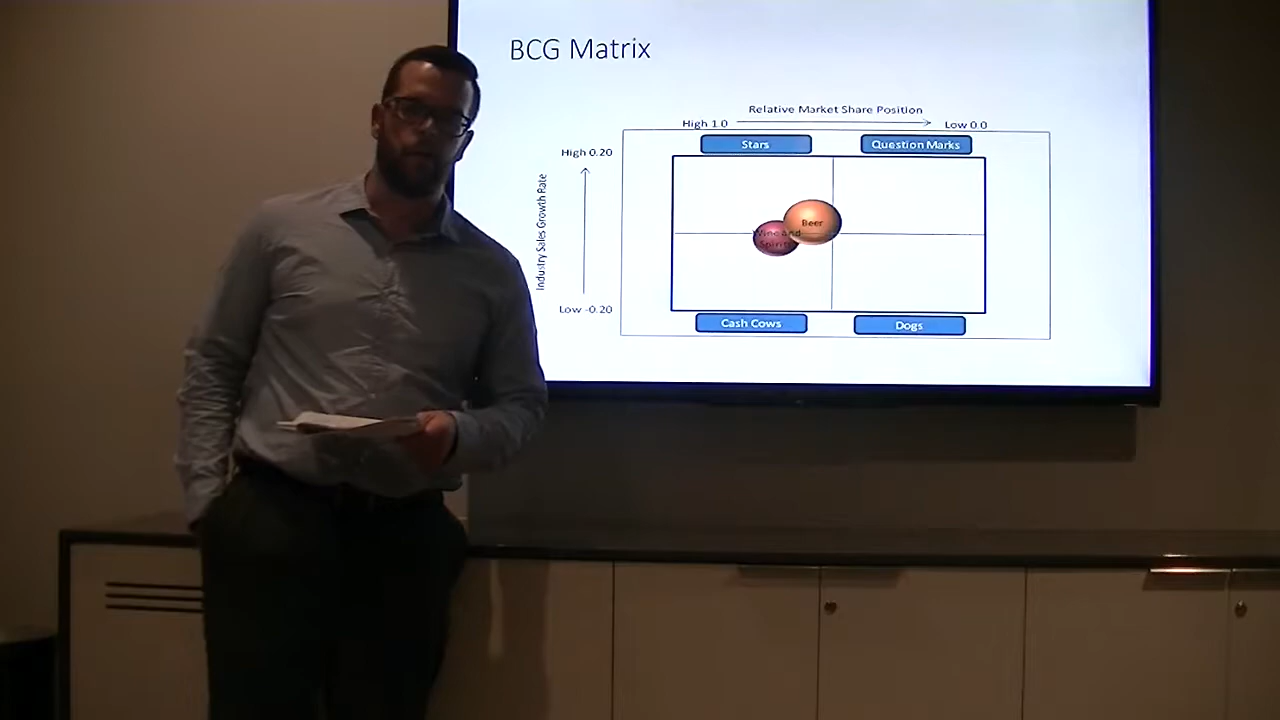 BCG Matrix
Relative Market Share Position
High 1.0
Low 0.0
Stars
Question Marks
High 0.20
Industry Sales Growth Rate
Beer
Wine and
Spirits
Low -0.20
Cash Cows
Dogs